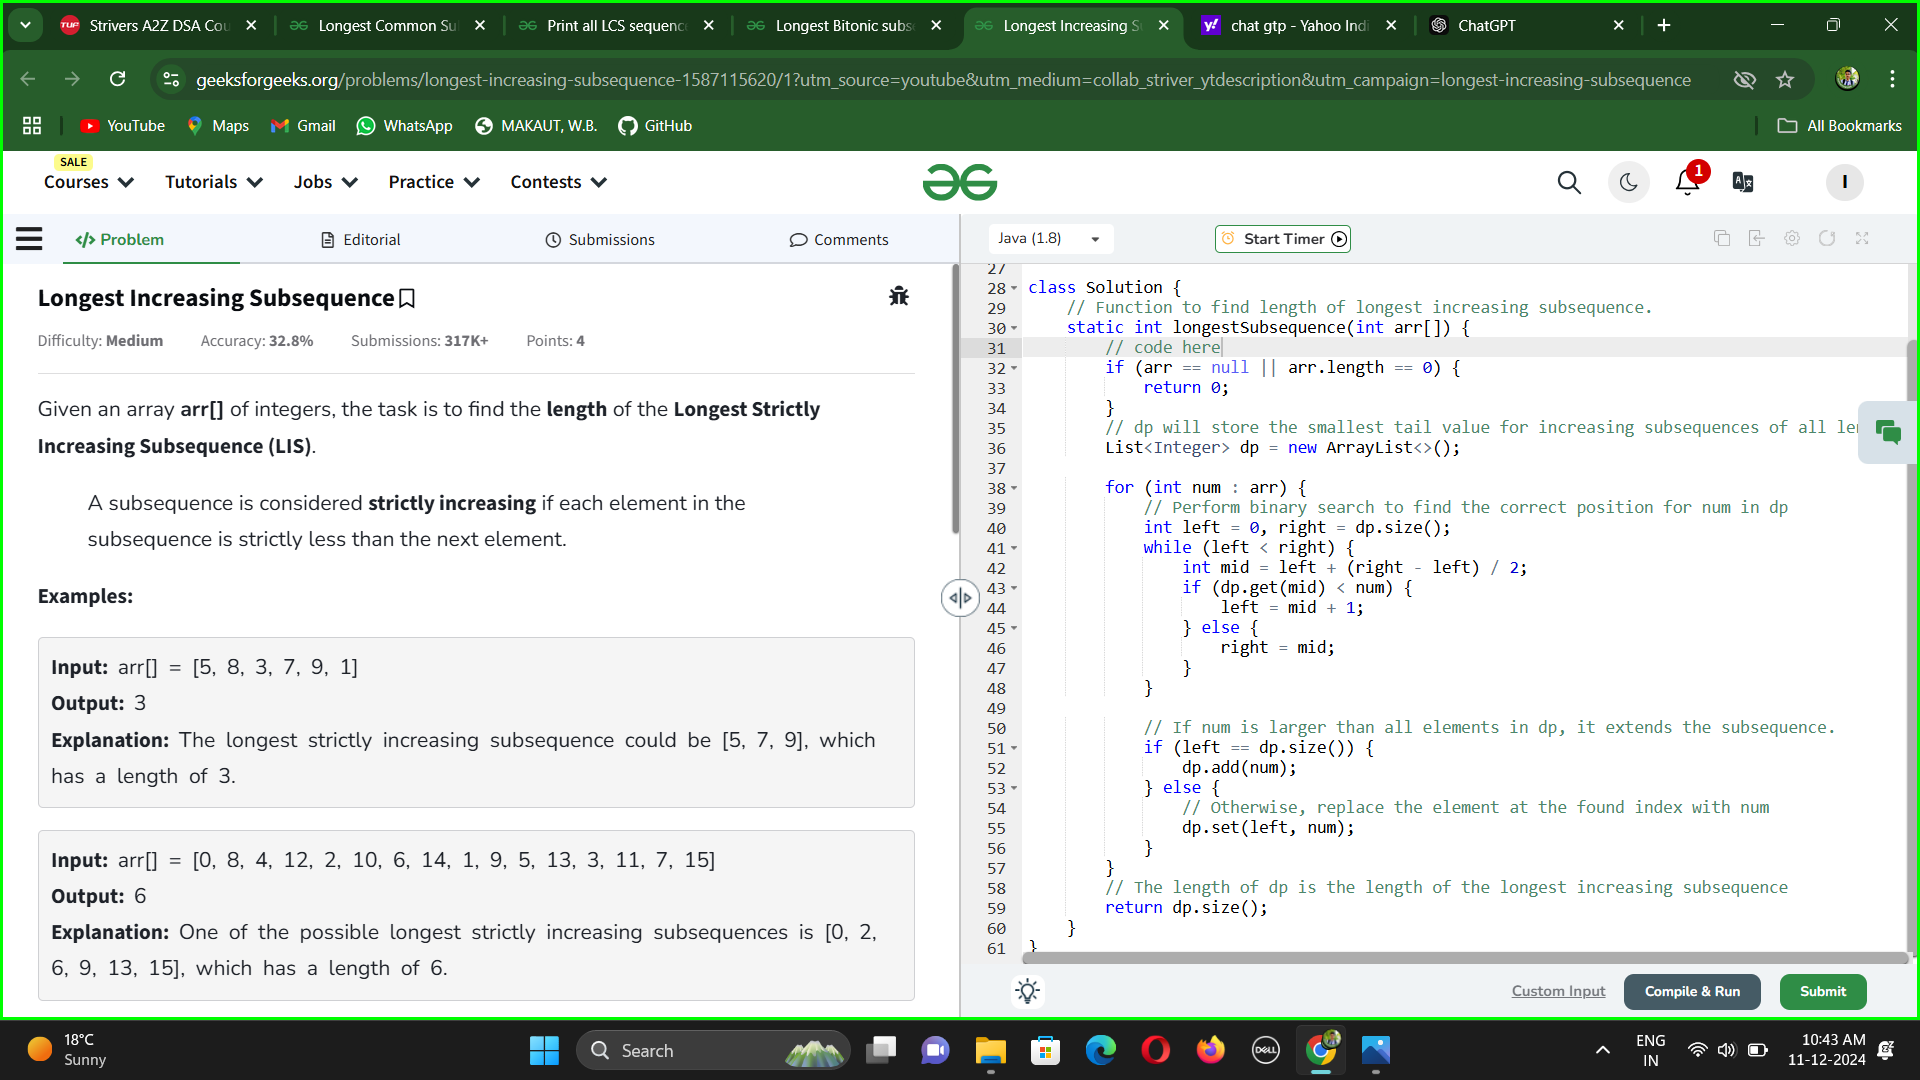 Strivers A2Z DSA Cou
Longest Common Su
Print all LCS sequenc
Longest Bitonic subs
Longest Increasing S
chat gtp - Yahoo Indi
ChatGPT
geeksforgeeks.org/problems/longest-increasing-subsequence-1587115620/1?utm_source=youtube&utm_medium=collab_striver_ytdescription&utm_campaign=longest-increasing-subsequence
YouTube Maps Gmail WhatsApp MAKAUT, W.B. GitHub All Bookmarks
SALE
Courses Tutorials Jobs Practice Contests 1 I
Problem Editorial Submissions Comments
Longest Increasing Subsequence
Difficulty: Medium Accuracy: 32.8% Submissions: 317K+ Points: 4
Given an array arr[] of integers, the task is to find the length of the Longest Strictly
Increasing Subsequence (LIS).
A subsequence is considered strictly increasing if each element in the
subsequence is strictly less than the next element.
Examples:
Input: arr[] = [5, 8, 3, 7, 9, 1]
Output: 3
Explanation: The longest strictly increasing subsequence could be [5, 7, 9], which
has a length of 3.
Input: arr[] = [0, 8, 4, 12, 2, 10, 6, 14, 1, 9, 5, 13, 3, 11, 7, 15]
Output: 6
Explanation: One of the possible longest strictly increasing subsequences is [0, 2,
6, 9, 13, 15], which has a length of 6.
Java (1.8) Start Timer
27
28 class Solution {
29 // Function to find length of longest increasing subsequence.
30 static int longestSubsequence(int arr[]) {
31 // code here
32 if (arr == null || arr.length == 0) {
33 return 0;
34 }
35 // dp will store the smallest tail value for increasing subsequences of all le
36 List<Integer> dp = new ArrayList<>();
37
38 for (int num : arr) {
39 // Perform binary search to find the correct position for num in dp
40 int left = 0, right = dp.size();
41 while (left < right) {
42 int mid = left + (right - left) / 2;
43 if (dp.get(mid) < num) {
44 left = mid + 1;
45 } else {
46 right = mid;
47 }
48 }
49
50 // If num is larger than all elements in dp, it extends the subsequence.
51 if (left == dp.size()) {
52 dp.add(num);
53 } else {
54 // Otherwise, replace the element at the found index with num
55 dp.set(left, num);
56 }
57 }
58 // The length of dp is the length of the longest increasing subsequence
59 return dp.size();
60 }
61 }
Custom Input Compile & Run Submit
18°C
Sunny
Search
DELL
ENG
IN
10:43 AM
11-12-2024